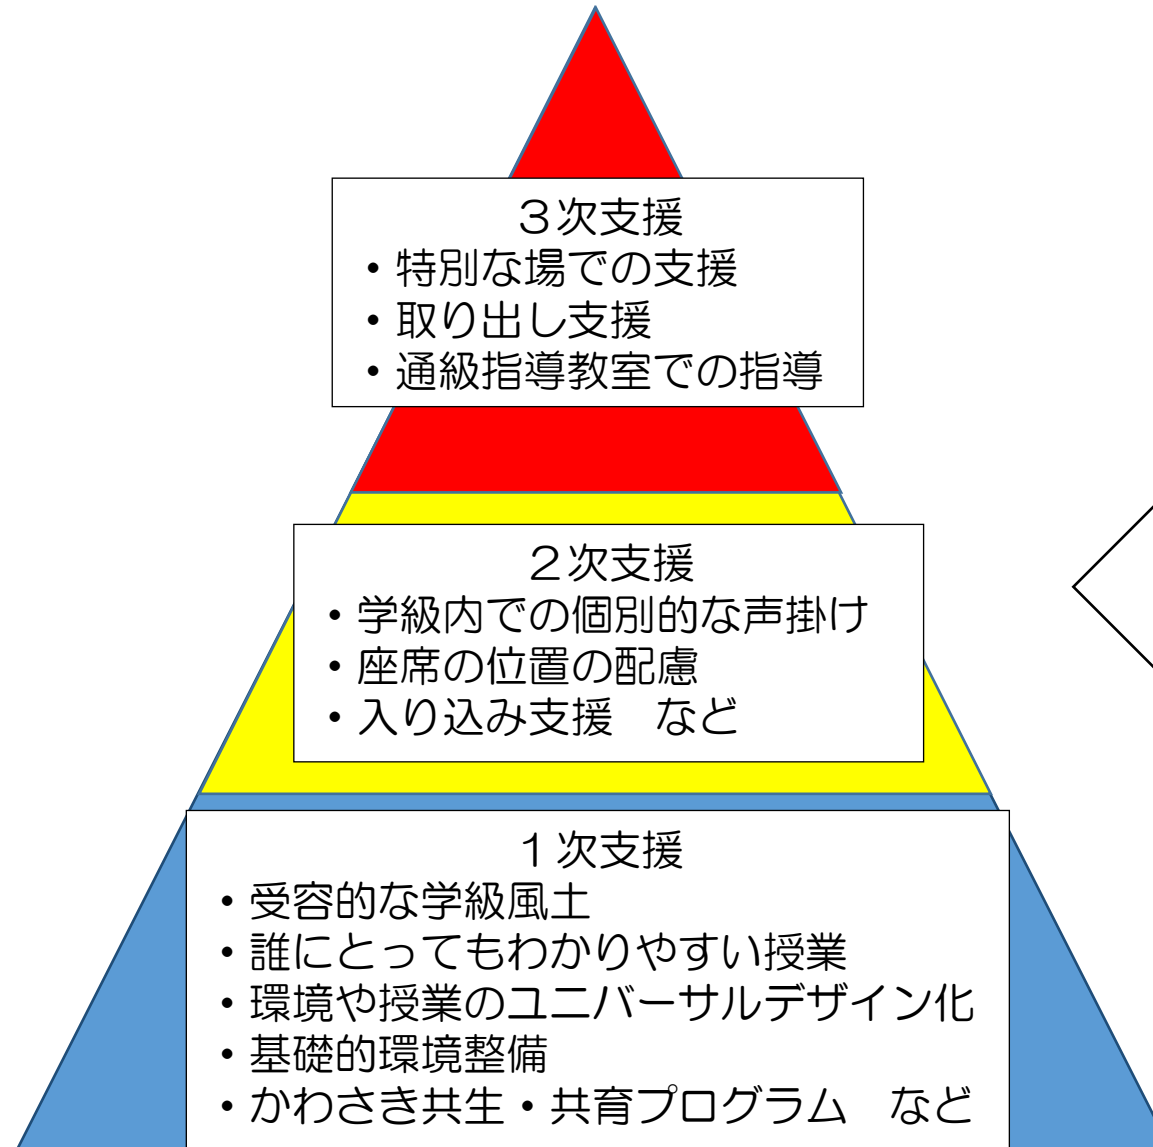 ３次支援
・特別な場での支援
・取り出し支援
・通級指導教室での指導
２次支援
・学級内での個別的な声掛け
・座席の位置の配慮
・入り込み支援　など
１次支援
・受容的な学級風土
・誰にとってもわかりやすい授業
・環境や授業のユニバーサルデザイン化
・基礎的環境整備
・かわさき共生・共育プログラム　など